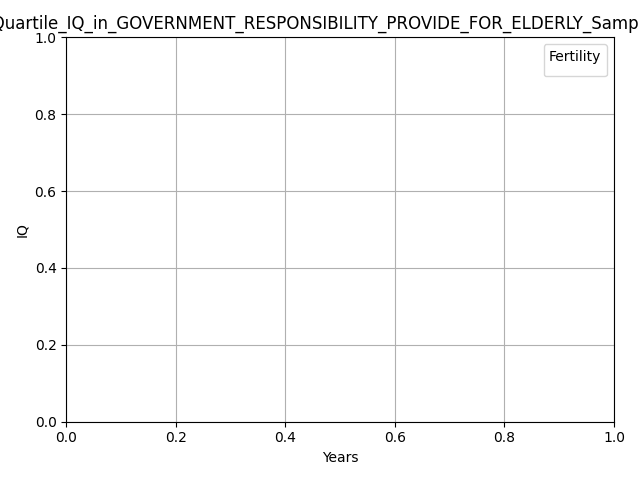 Quartile_IQ_in_GOVERNMENT_RESPONSIBILITY_PROVIDE_FOR_ELDERLY_Samp
Fertility
1.0
0.8
0.6
0.4
0.2
0.0
IQ
0.0 0.2 0.4 0.6 0.8 1.0
Years